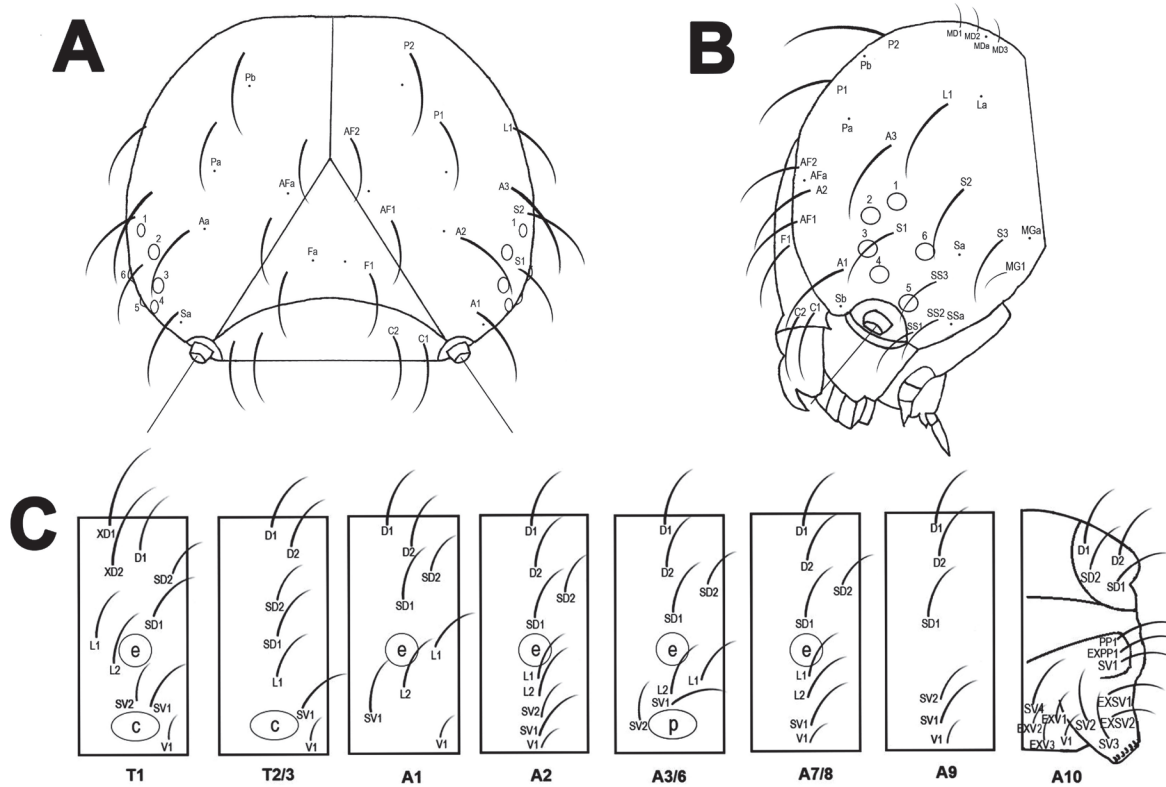 A
P2
Pb
P1
AF2
L1
Pa
AFa
A3
S2
1
Aa
AF1
A2
1
2
Fa
F1
S1
6
3
5
4
Sa
A1
C2
C1
B
MD1
MD2
MDa
MD3
P2
Pb
P1
L1
La
Pa
A3
AF2
AFa
A2
1
S2
2
AF1
S1
MGa
F1
3
6
Sa
S3
A1
4
MG1
SS3
5
Sb
C2
C1
SS1
SS2
SSa
C
XD1
D1
XD2
SD2
SD1
L1
e
L2
SV2
SV1
c
V1
D1
D2
SD2
SD1
L1
SV1
c
V1
D1
D2
SD2
SD1
e
L1
L2
SV1
V1
D1
D2
SD2
SD1
e
L1
L2
SV2
SV1
V1
D1
D2
SD2
SD1
e
L1
L2
SV1
SV2
p
D1
D2
SD2
SD1
e
L1
L2
SV1
V1
D1
D2
SD1
SV2
SV1
V1
D1
D2
SD2
SD1
PP1
EXPP1
SV1
SV4
EXSV1
EXV1
SV2
EXSV2
EXV2
V1
EXV3
SV3
T1 T2/3 A1 A2 A3/6 A7/8 A9 A10